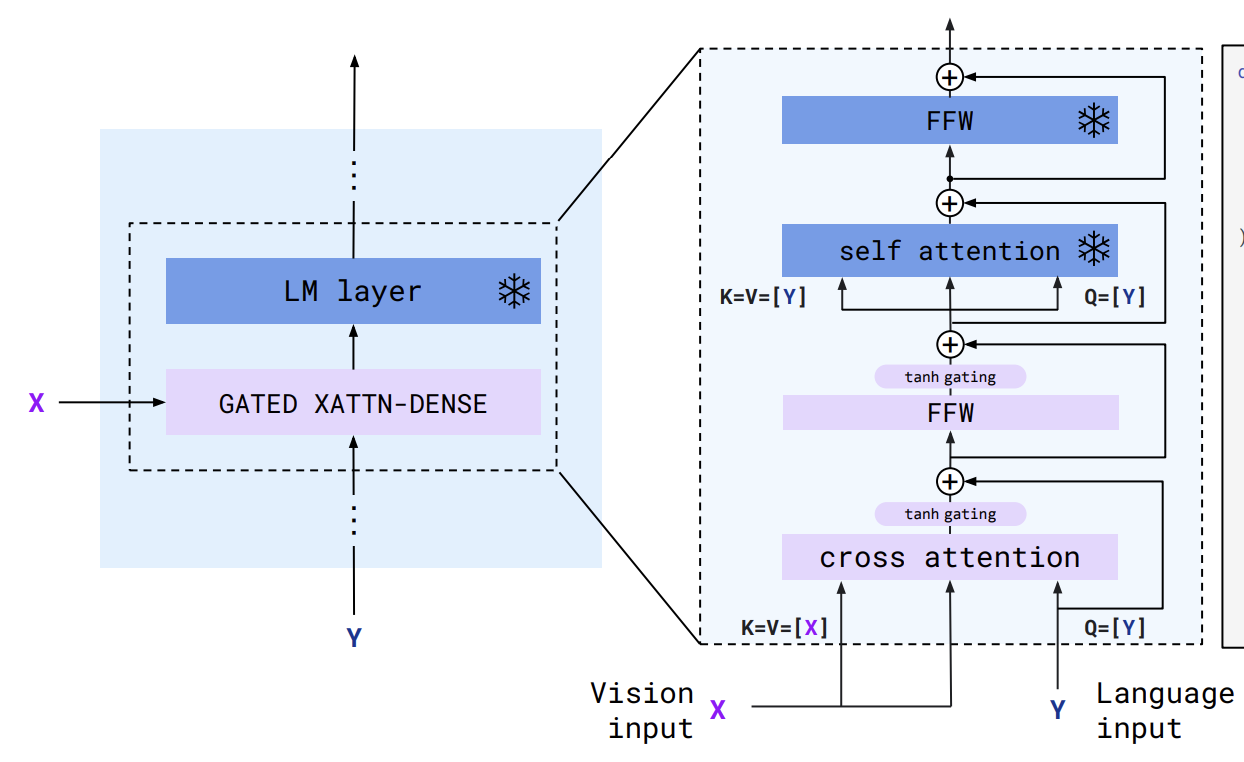 LM layer
X
GATED XATTN-DENSE
Y
FFW
self attention
K=V=[Y]
Q=[Y]
tanh gating
FFW
tanh gating
cross attention
K=V=[X]
Q=[Y]
Vision
input
X
Y
Language
input
)